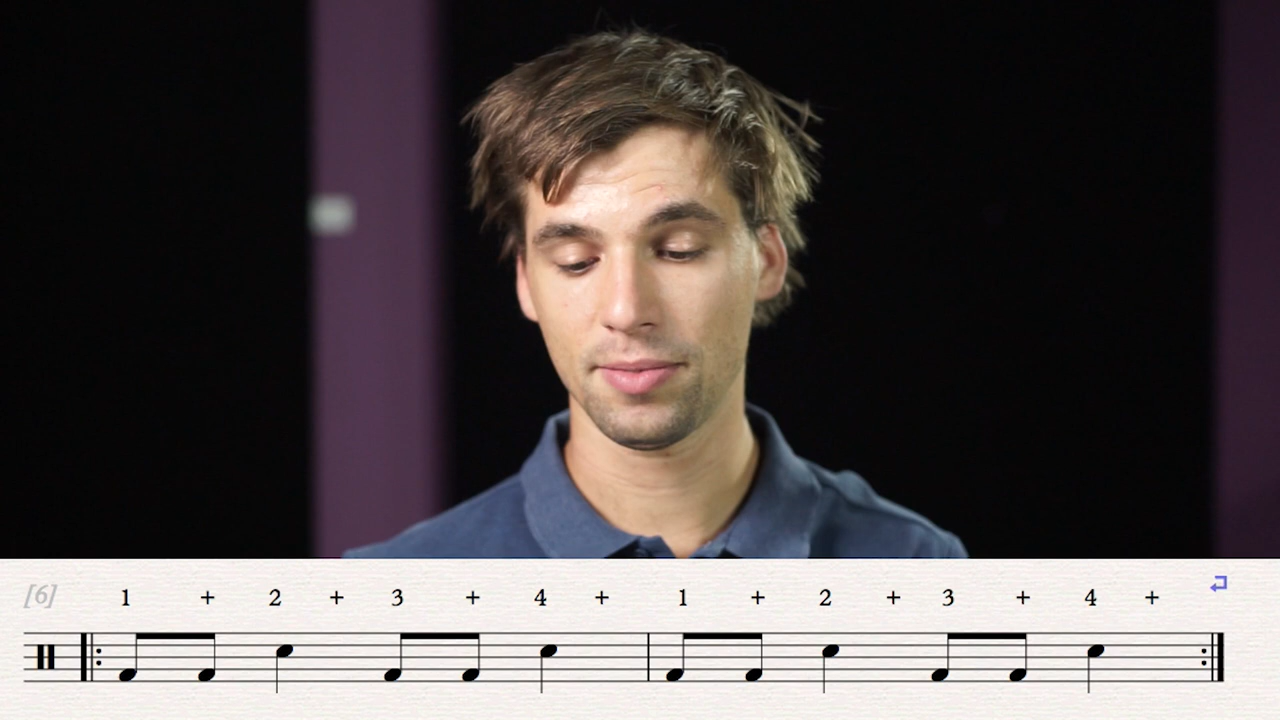 [6] 1 + 2 + 3 + 4 + 1 + 2 + 3 + 4 +